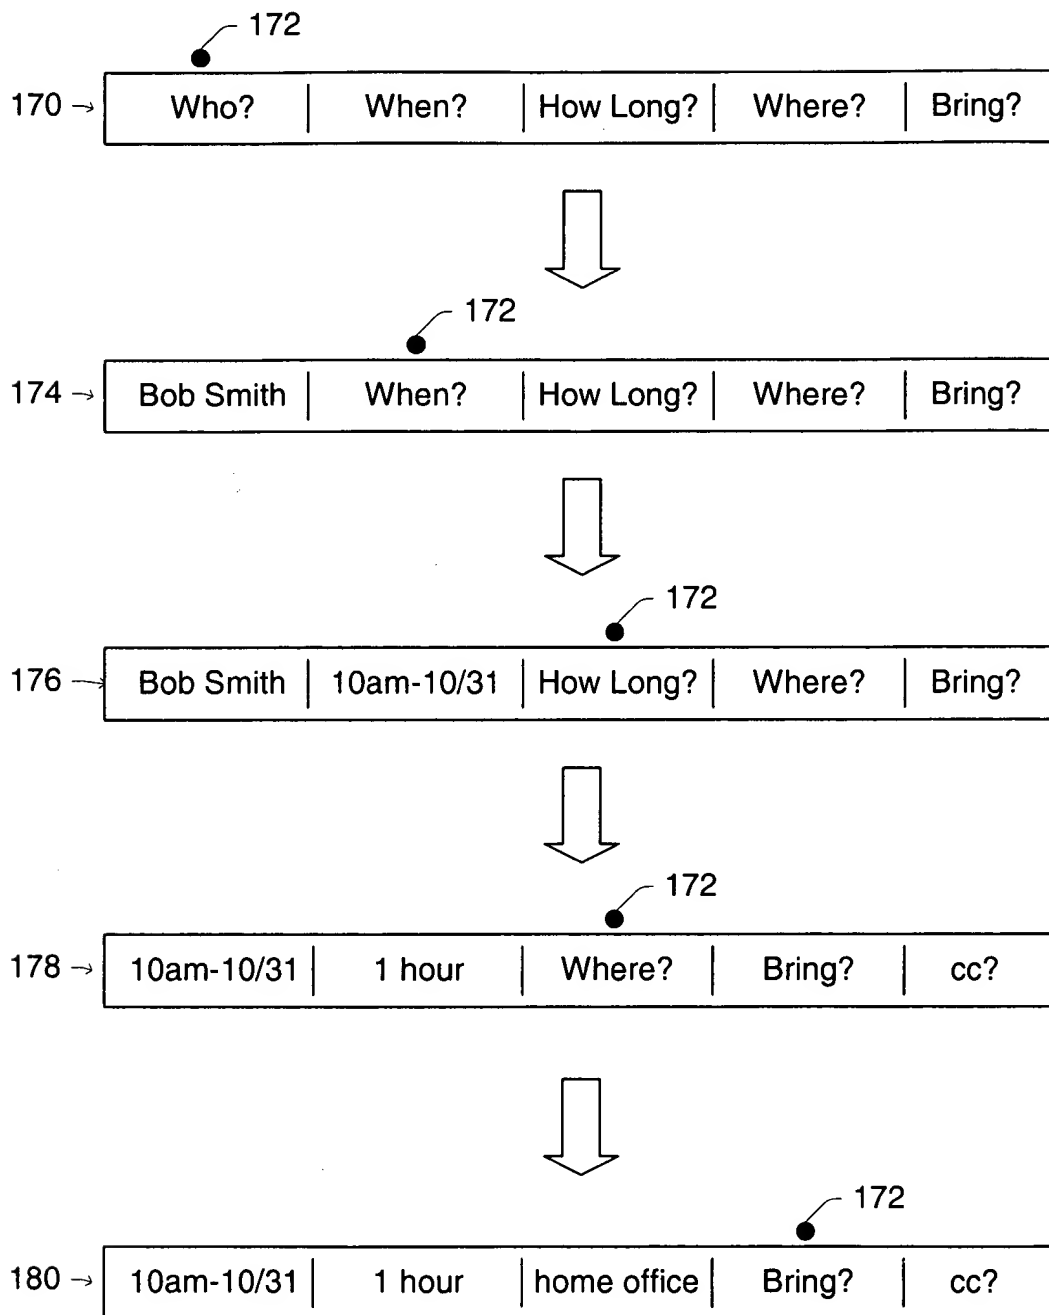 172
170 → Who? | When? | How Long? | Where? | Bring?
172
174 → Bob Smith | When? | How Long? | Where? | Bring?
172
176 → Bob Smith | 10am-10/31 | How Long? | Where? | Bring?
172
178 → 10am-10/31 | 1 hour | Where? | Bring? | cc?
172
180 → 10am-10/31 | 1 hour | home office | Bring? | cc?